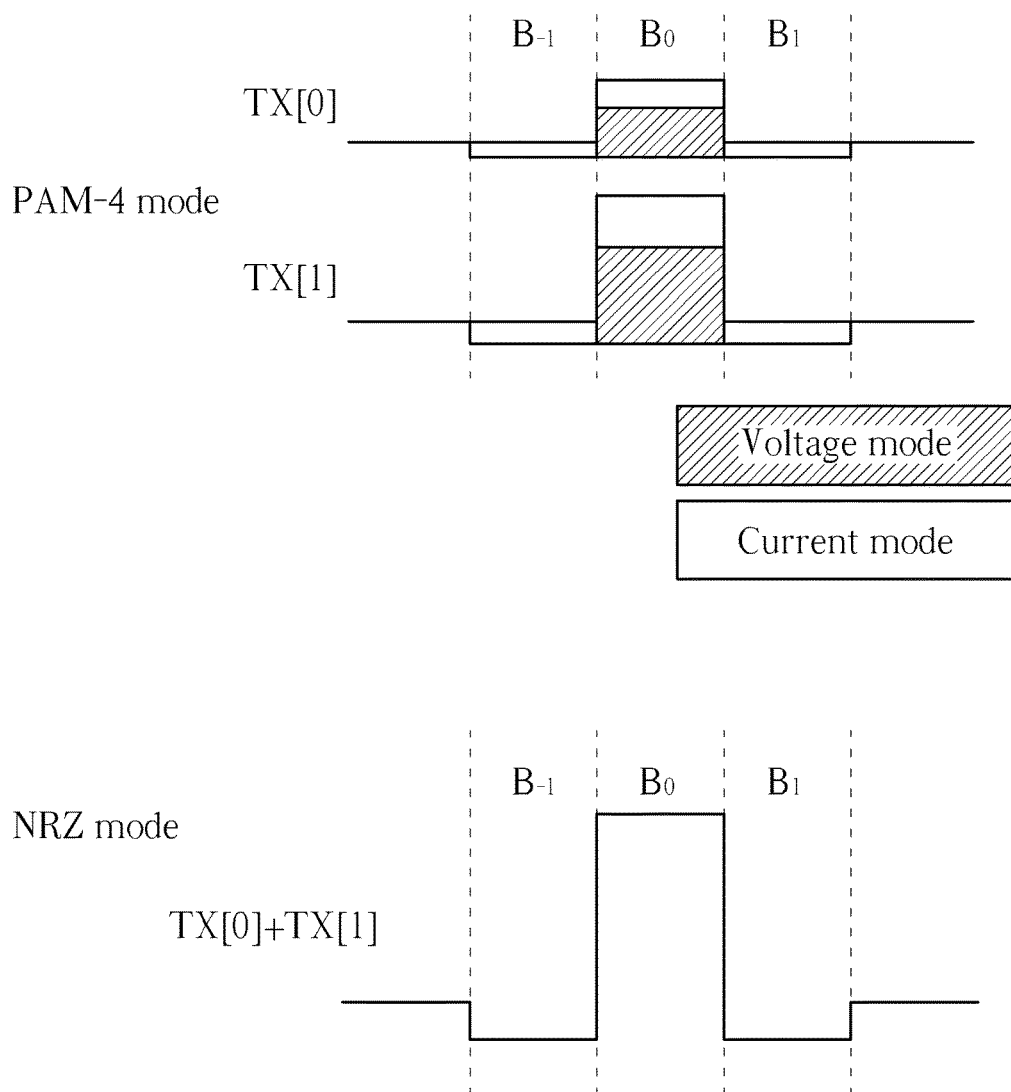 B-1 B0 B1
TX[0]
PAM-4 mode
TX[1]
Voltage mode
Current mode
B-1 B0 B1
NRZ mode
TX[0]+TX[1]